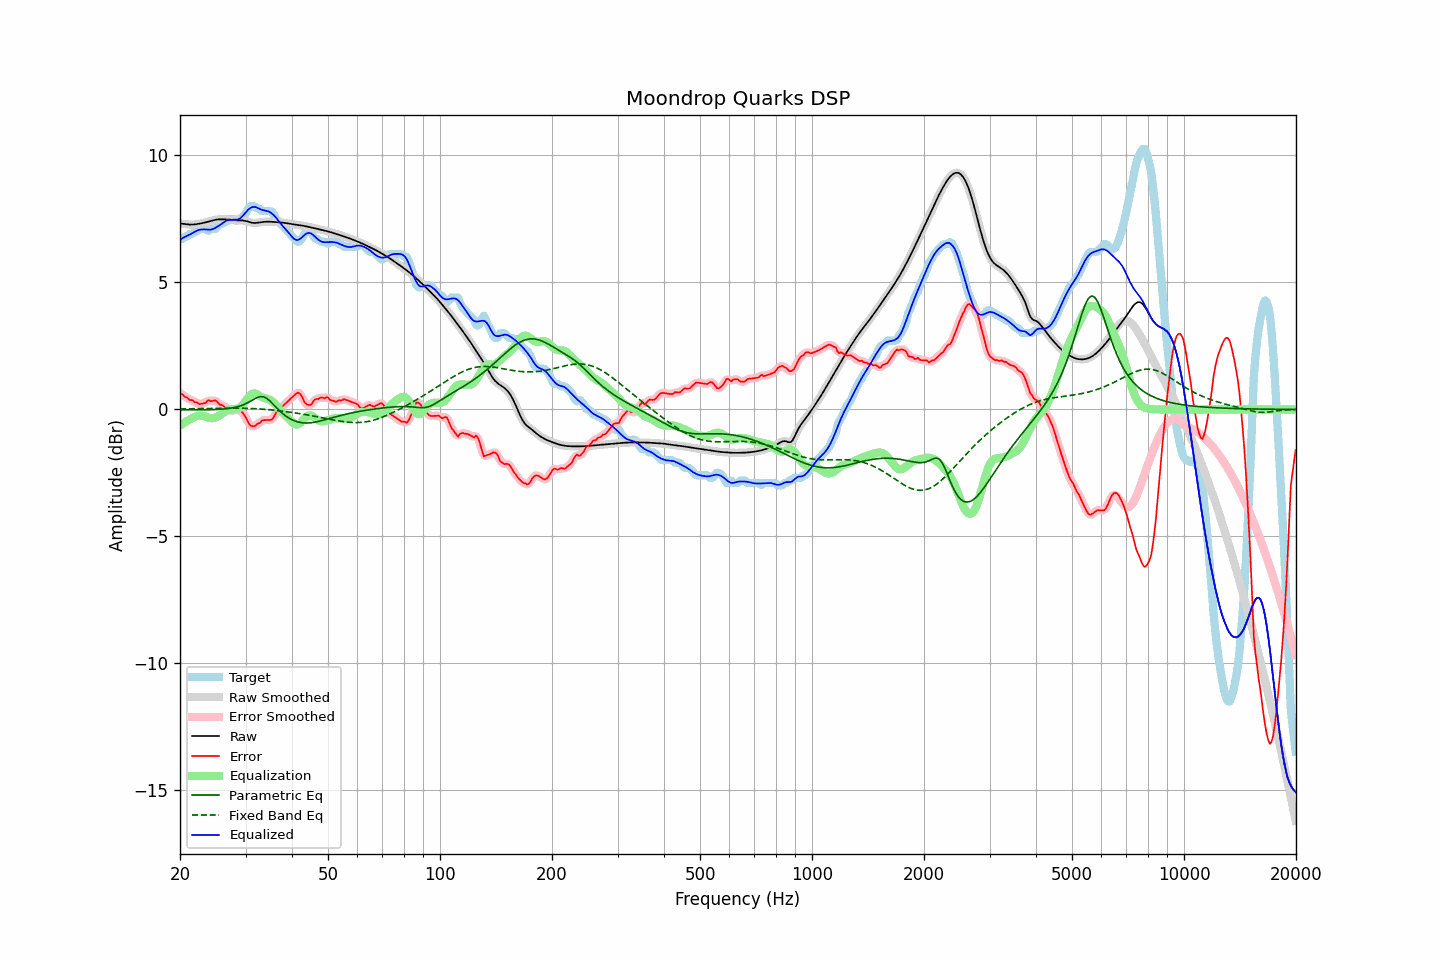 Moondrop Quarks DSP
Amplitude (dBr)
10
5
0
−5
−10
−15
Target
Raw Smoothed
Error Smoothed
Raw
Error
Equalization
Parametric Eq
Fixed Band Eq
Equalized
20 50 100 200 500 1000 2000 5000 10000 20000
Frequency (Hz)